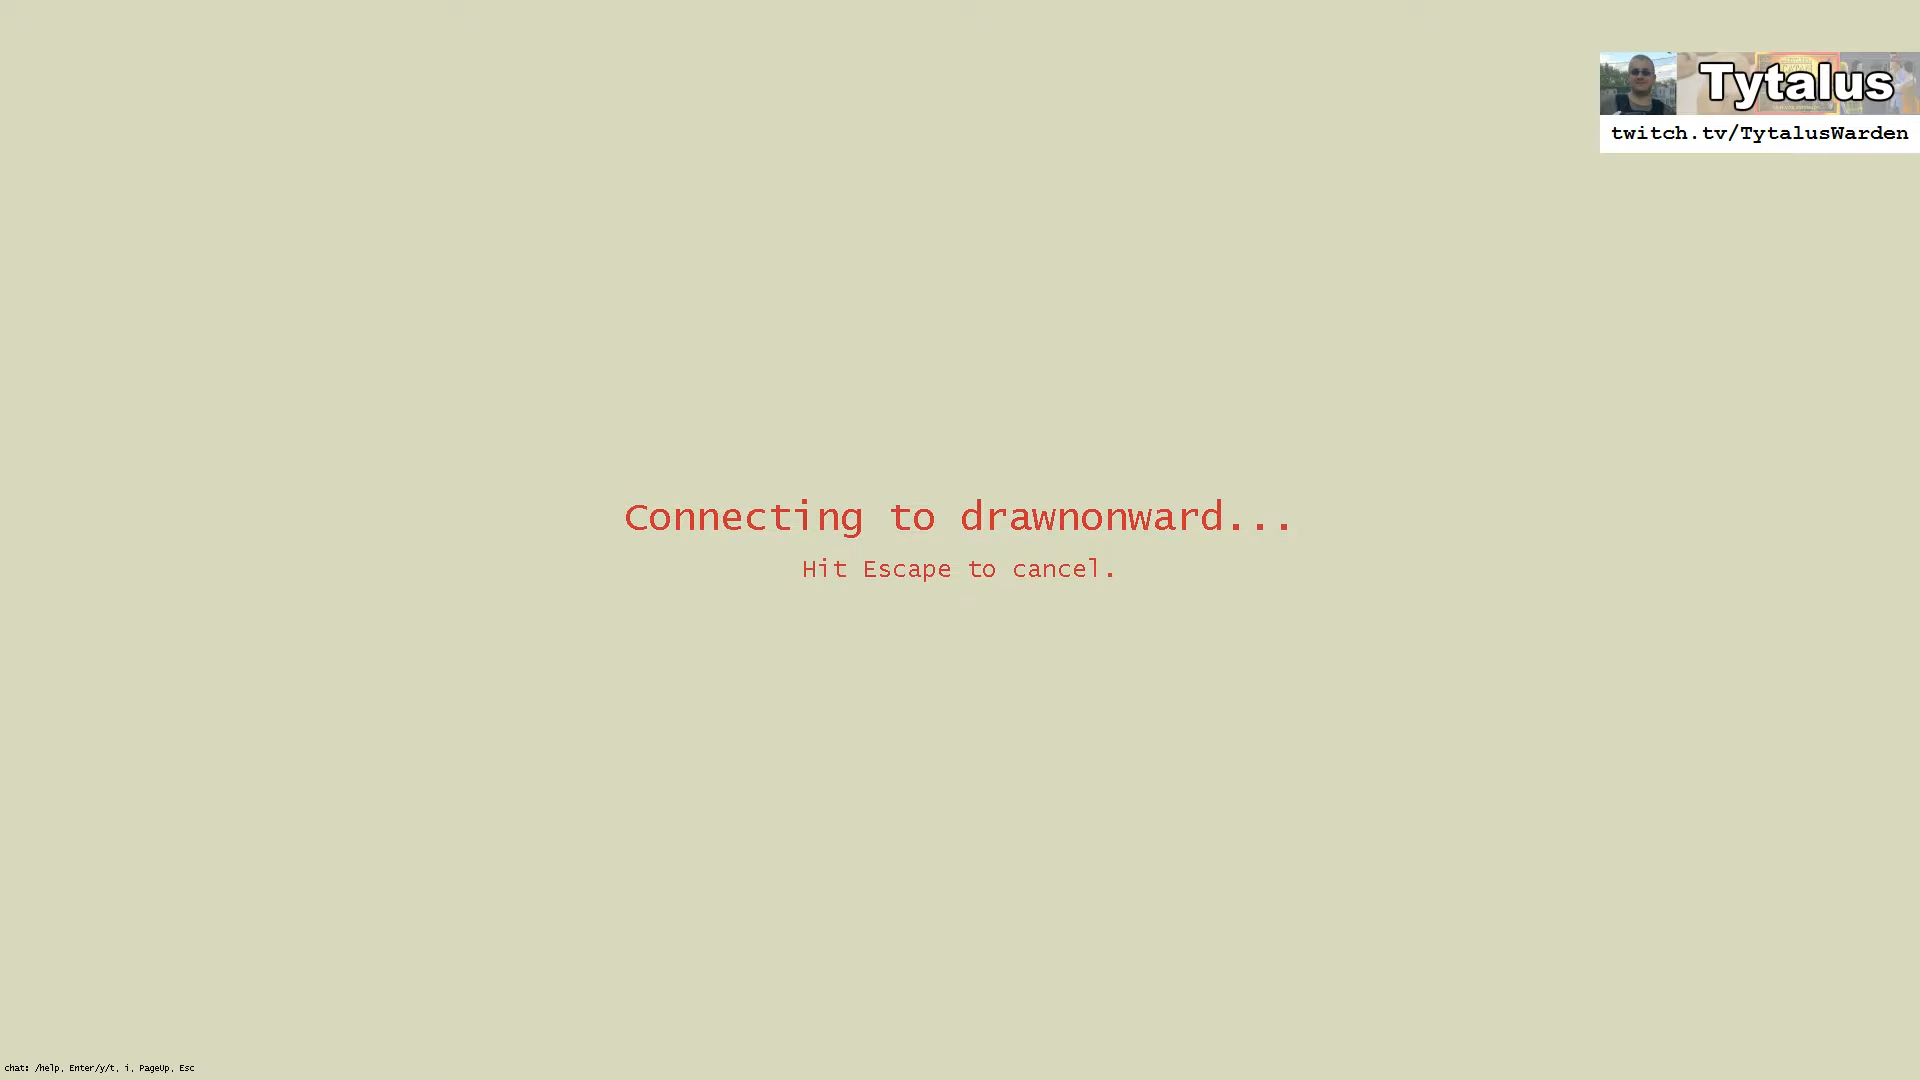 Tytalus
twitch.tv/TytalusWarden
Connecting to drawnonward...
Hit Escape to cancel.
chat: /help, Enter/y/t, i, PageUp, Esc